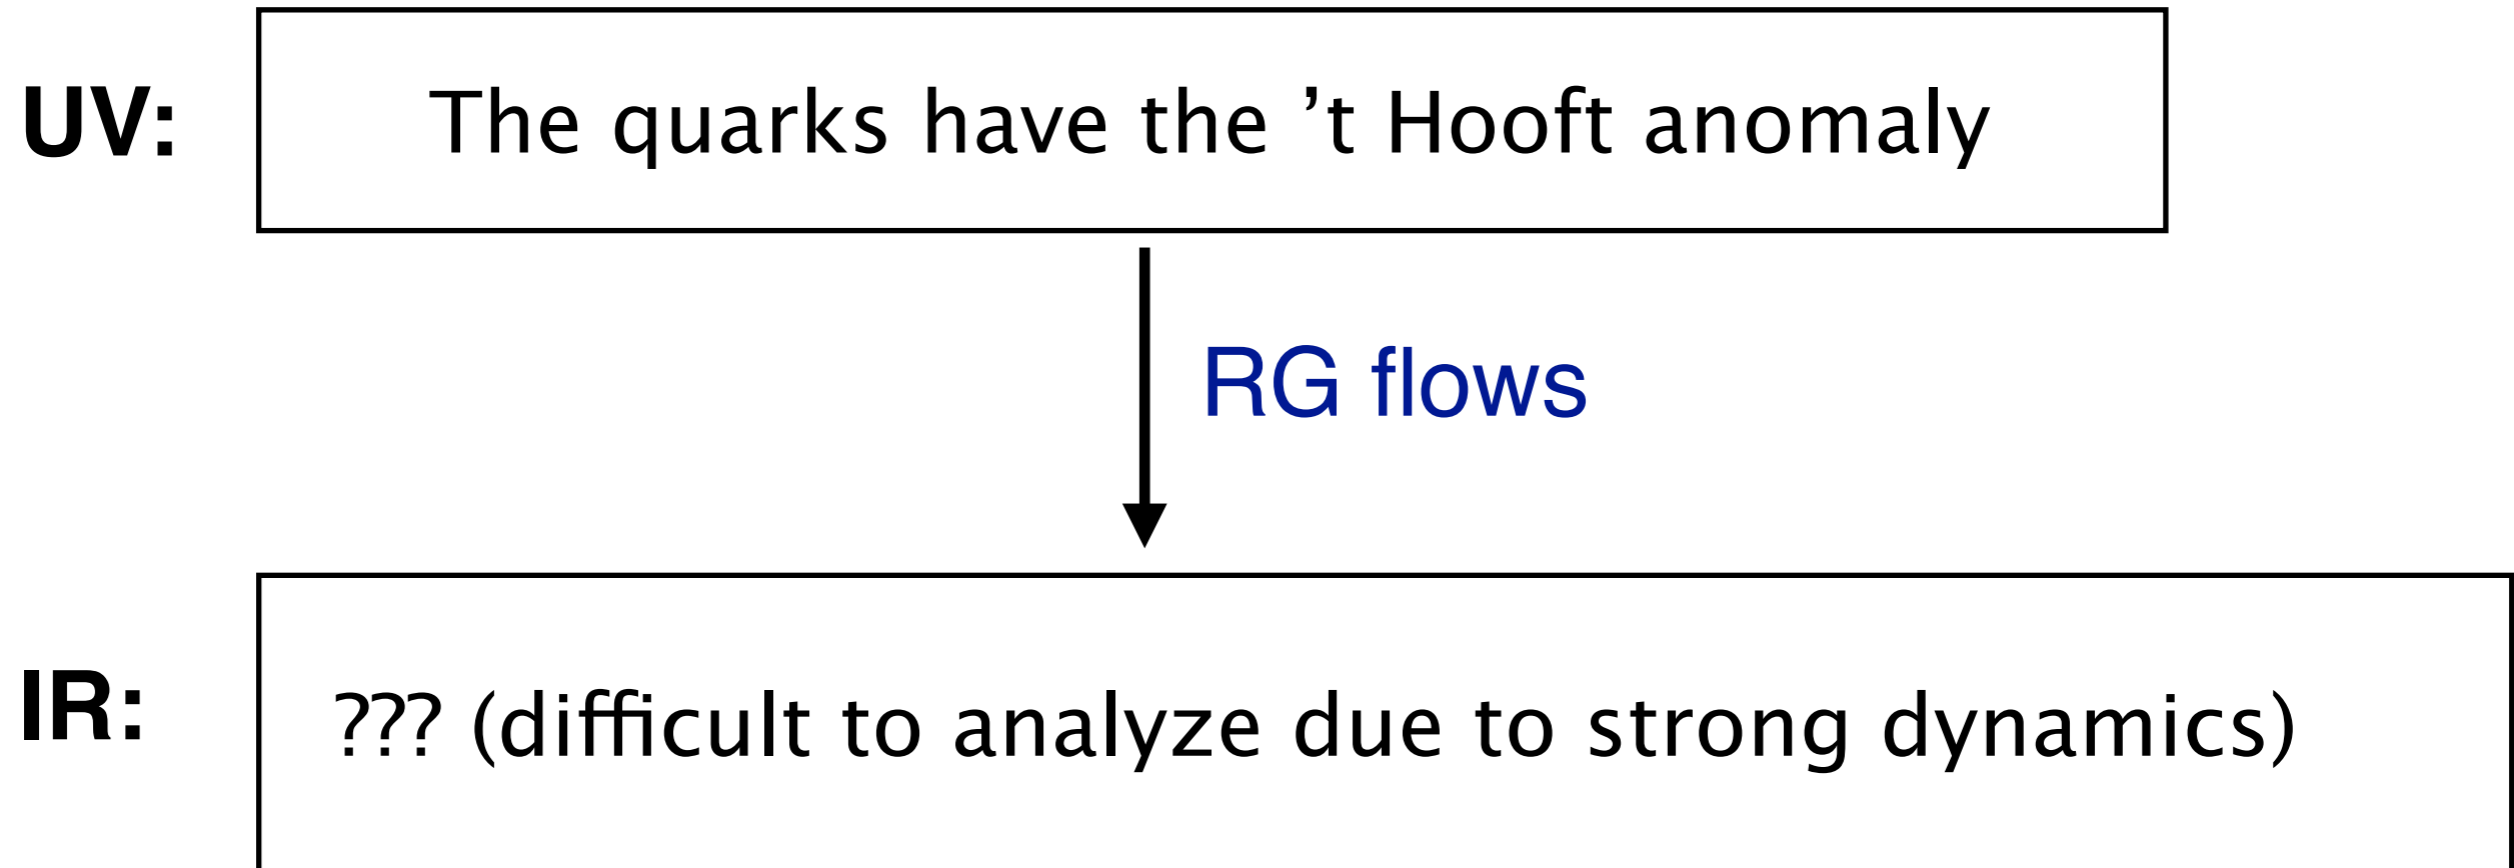 UV: The quarks have the ’t Hooft anomaly
RG flows
IR: ??? (difficult to analyze due to strong dynamics)